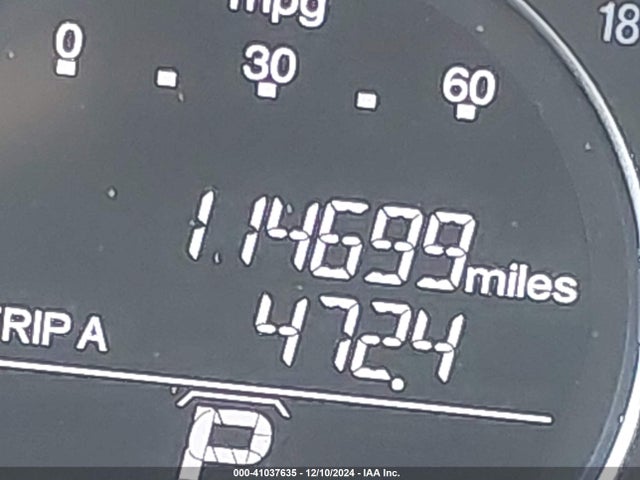 mpg
0 30 60
18
114699 miles
TRIP A 472.4
P
000-41037635 - 12/10/2024 - IAA Inc.